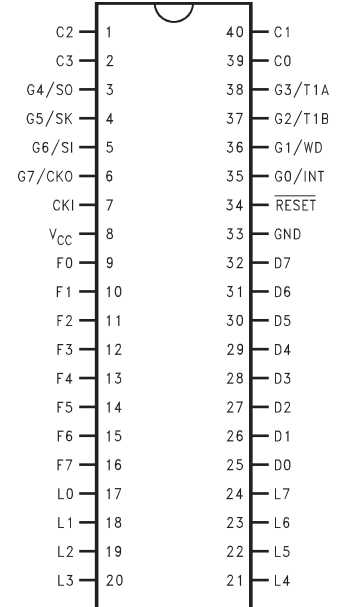 C2 1 40 C1
C3 2 39 C0
G4/SO 3 38 G3/T1A
G5/SK 4 37 G2/T1B
G6/SI 5 36 G1/WD
G7/CKO 6 35 G0/INT
CKI 7 34 RESET
VCC 8 33 GND
F0 9 32 D7
F1 10 31 D6
F2 11 30 D5
F3 12 29 D4
F4 13 28 D3
F5 14 27 D2
F6 15 26 D1
F7 16 25 D0
L0 17 24 L7
L1 18 23 L6
L2 19 22 L5
L3 20 21 L4